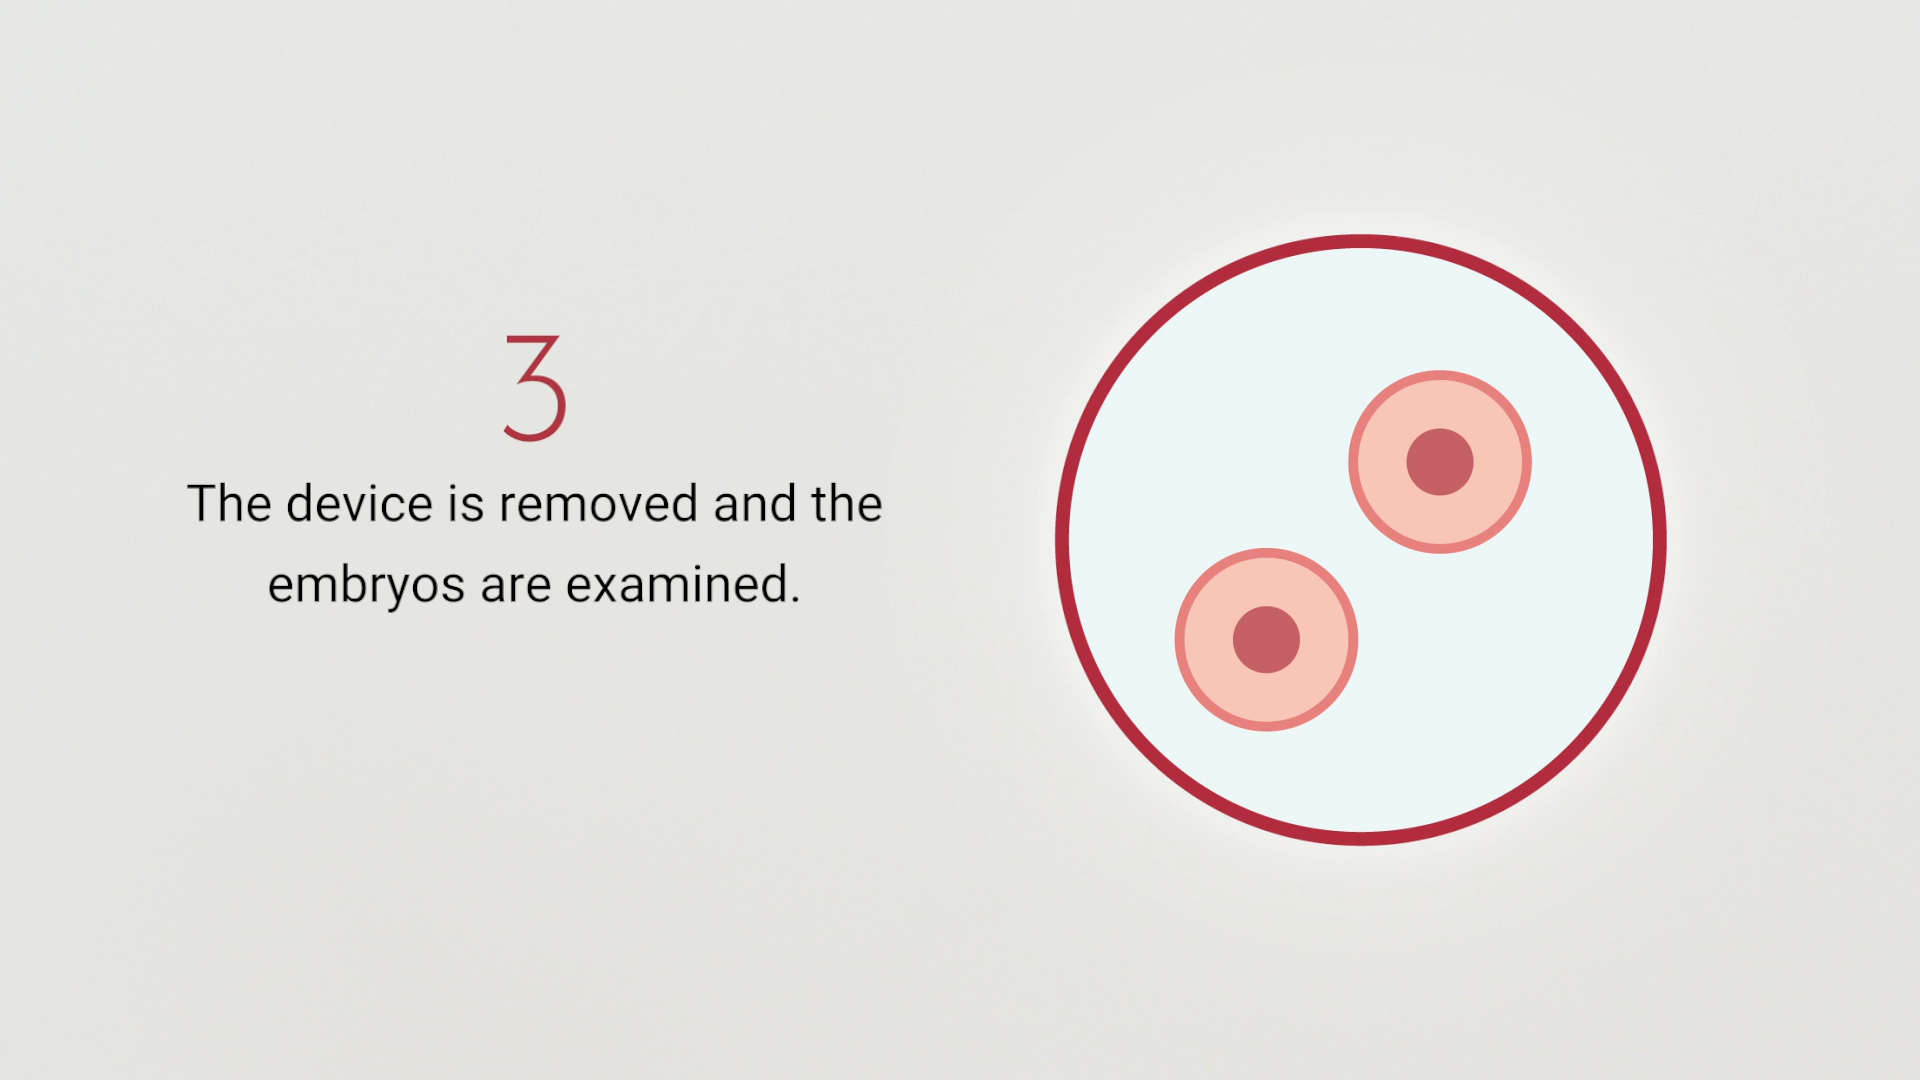 3
The device is removed and the
embryos are examined.